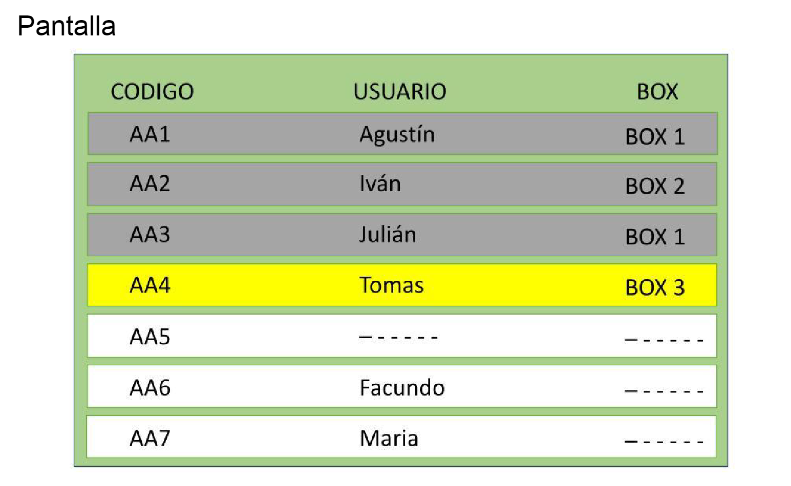 Pantalla
CODIGO USUARIO BOX
AA1 Agustín BOX 1
AA2 Iván BOX 2
AA3 Julián BOX 1
AA4 Tomas BOX 3
AA5 ------ ------
AA6 Facundo ------
AA7 Maria ------